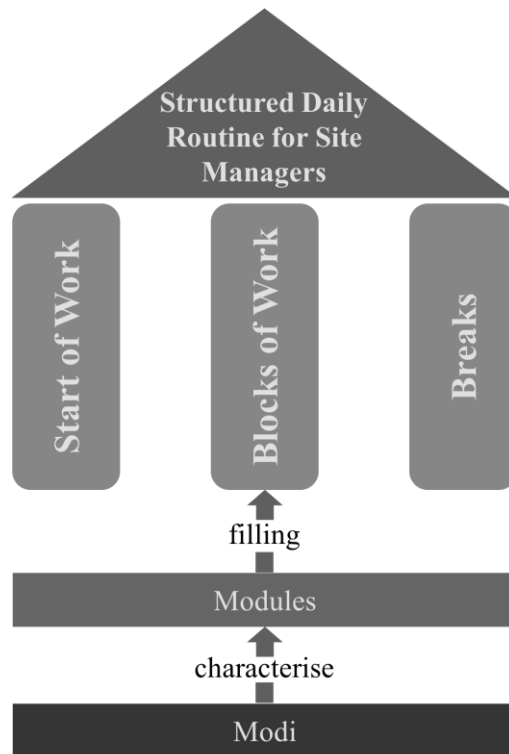 Structured Daily
Routine for Site
Managers
Start of Work
Blocks of Work
Breaks
filling
Modules
characterise
Modi